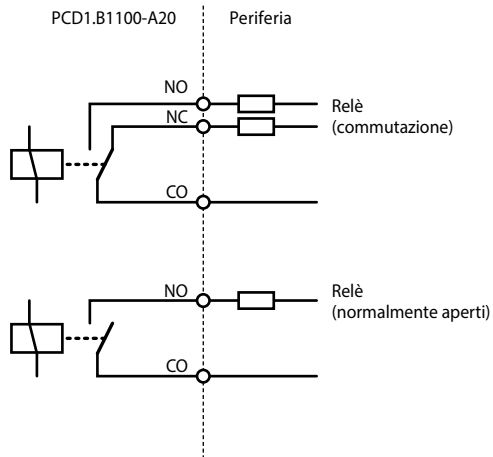 PCD1.B1100-A20 Periferia
NO
NC
CO
Relè
(commutazione)
NO
CO
Relè
(normalmente aperti)